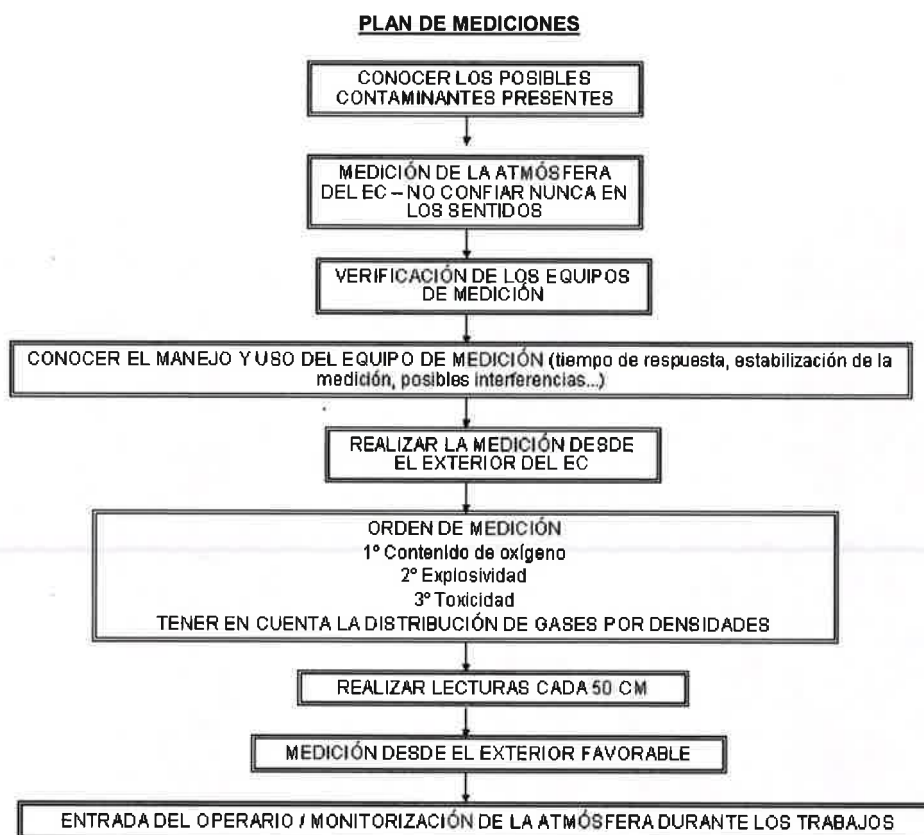 PLAN DE MEDICIONES
CONOCER LOS POSIBLES
CONTAMINANTES PRESENTES
MEDICIÓN DE LA ATMÓSFERA
DEL EC – NO CONFIAR NUNCA EN
LOS SENTIDOS
VERIFICACIÓN DE LOS EQUIPOS
DE MEDICIÓN
CONOCER EL MANEJO Y USO DEL EQUIPO DE MEDICIÓN (tiempo de respuesta, estabilización de la
medición, posibles interferencias...)
REALIZAR LA MEDICIÓN DESDE
EL EXTERIOR DEL EC
ORDEN DE MEDICIÓN
1º Contenido de oxígeno
2º Explosividad
3º Toxicidad
TENER EN CUENTA LA DISTRIBUCIÓN DE GASES POR DENSIDADES
REALIZAR LECTURAS CADA 50 CM
MEDICIÓN DESDE EL EXTERIOR FAVORABLE
ENTRADA DEL OPERARIO / MONITORIZACIÓN DE LA ATMÓSFERA DURANTE LOS TRABAJOS